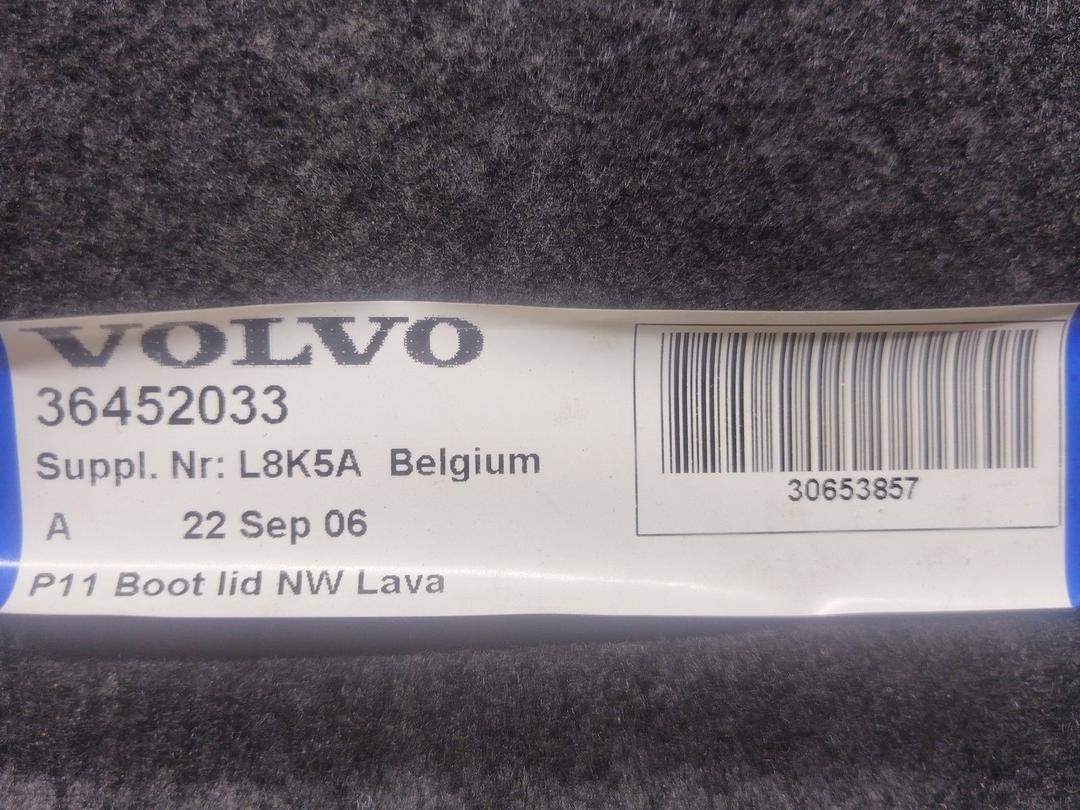 VOLVO
36452033
Suppl. Nr: L8K5A Belgium
A 22 Sep 06
P11 Boot lid NW Lava
30653857